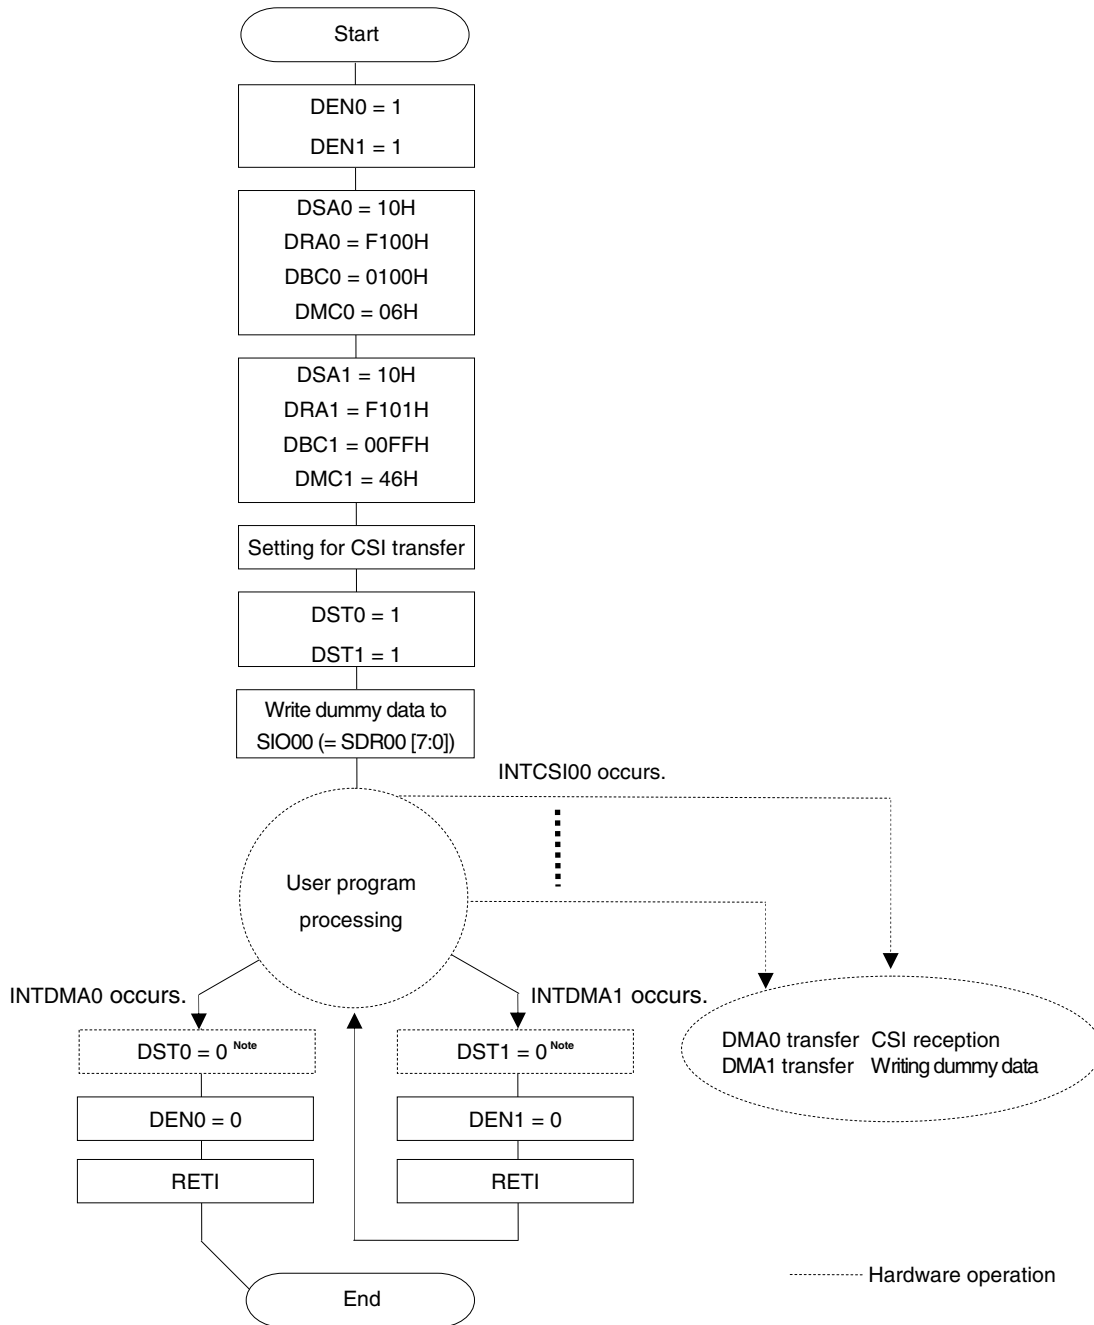 Start
DEN0 = 1
DEN1 = 1
DSA0 = 10H
DRA0 = F100H
DBC0 = 0100H
DMC0 = 06H
DSA1 = 10H
DRA1 = F101H
DBC1 = 00FFH
DMC1 = 46H
Setting for CSI transfer
DST0 = 1
DST1 = 1
Write dummy data to
SIO00 (= SDR00 [7:0])
INTCSI00 occurs.
User program
processing
INTDMA0 occurs.
INTDMA1 occurs.
DST0 = 0 Note
DST1 = 0 Note
DMA0 transfer CSI reception
DMA1 transfer Writing dummy data
DEN0 = 0
DEN1 = 0
RETI
RETI
Hardware operation
End